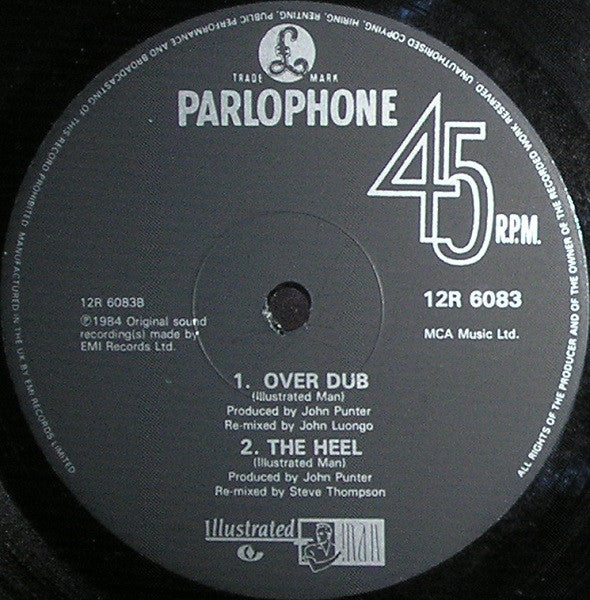 MANUFACTURED IN THE UK BY EMI RECORDS LIMITED
ALL RIGHTS OF THE PRODUCER AND OF THE OWNER OF THE RECORDED WORK RESERVED. UNAUTHORISED COPYING, HIRING, RENTING, PUBLIC PERFORMANCE AND BROADCASTING OF THIS RECORD PROHIBITED.
£
TRADE MARK
PARLOPHONE
45 R.P.M.
12R 6083B
12R 6083
℗1984 Original sound
recording(s) made by
EMI Records Ltd.
MCA Music Ltd.
1. OVER DUB
(Illustrated Man)
Produced by John Punter
Re-mixed by John Luongo
2. THE HEEL
(Illustrated Man)
Produced by John Punter
Re-mixed by Steve Thompson
Illustrated MAN